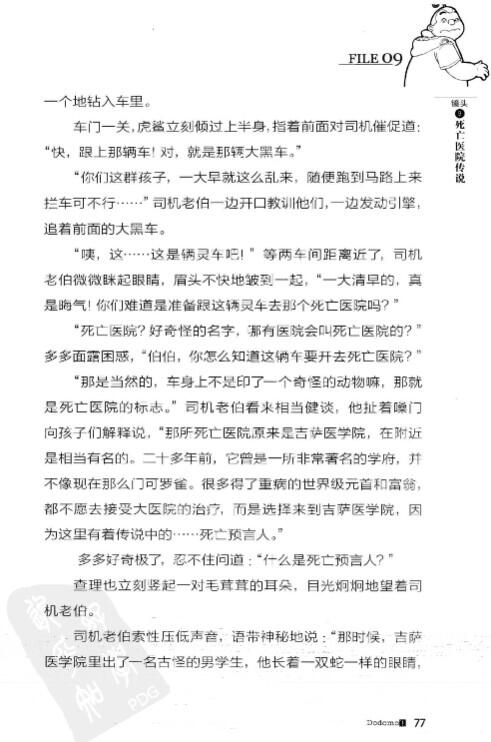 FILE 09
镜头
9
死亡医院传说
一个地钻入车里。
车门一关，虎鲨立刻倾过上半身，指着前面对司机催促道：
“快，跟上那辆车！对，就是那辆大黑车。”
“你们这群孩子，一大早就这么乱来，随便跑到马路上来
拦车可不行……”司机老伯一边开口教训他们，一边发动引擎，
追着前面的大黑车。
“咦，这……这是辆灵车吧！”等两车间距离近了，司机
老伯微微眯起眼睛，眉头不快地皱到一起，“一大清早的，真
是晦气！你们难道是准备跟这辆灵车去那个死亡医院吗？”
“死亡医院？好奇怪的名字，哪有医院会叫死亡医院的？”
多多面露困惑，“伯伯，你怎么知道这辆车要开去死亡医院？”
“那是当然的，车身上不是印了一个奇怪的动物嘛，那就
是死亡医院的标志。”司机老伯看来相当健谈，他扯着嗓门
向孩子们解释说，“那所死亡医院原来是吉萨医学院，在附近
是相当有名的。二十多年前，它曾是一所非常著名的学府，并
不像现在那么门可罗雀。很多得了重病的世界级元首和富翁，
都不愿去接受大医院的治疗，而是选择来到吉萨医学院，因
为这里有着传说中的……死亡预言人。”
多多好奇极了，忍不住问道：“什么是死亡预言人？”
查理也立刻竖起一对毛茸茸的耳朵，目光炯炯地望着司
机老伯。
司机老伯索性压低声音，语带神秘地说：“那时候，吉萨
医学院里出了一名古怪的男学生，他长着一双蛇一样的眼睛，
PDG
Dodomo 1 77